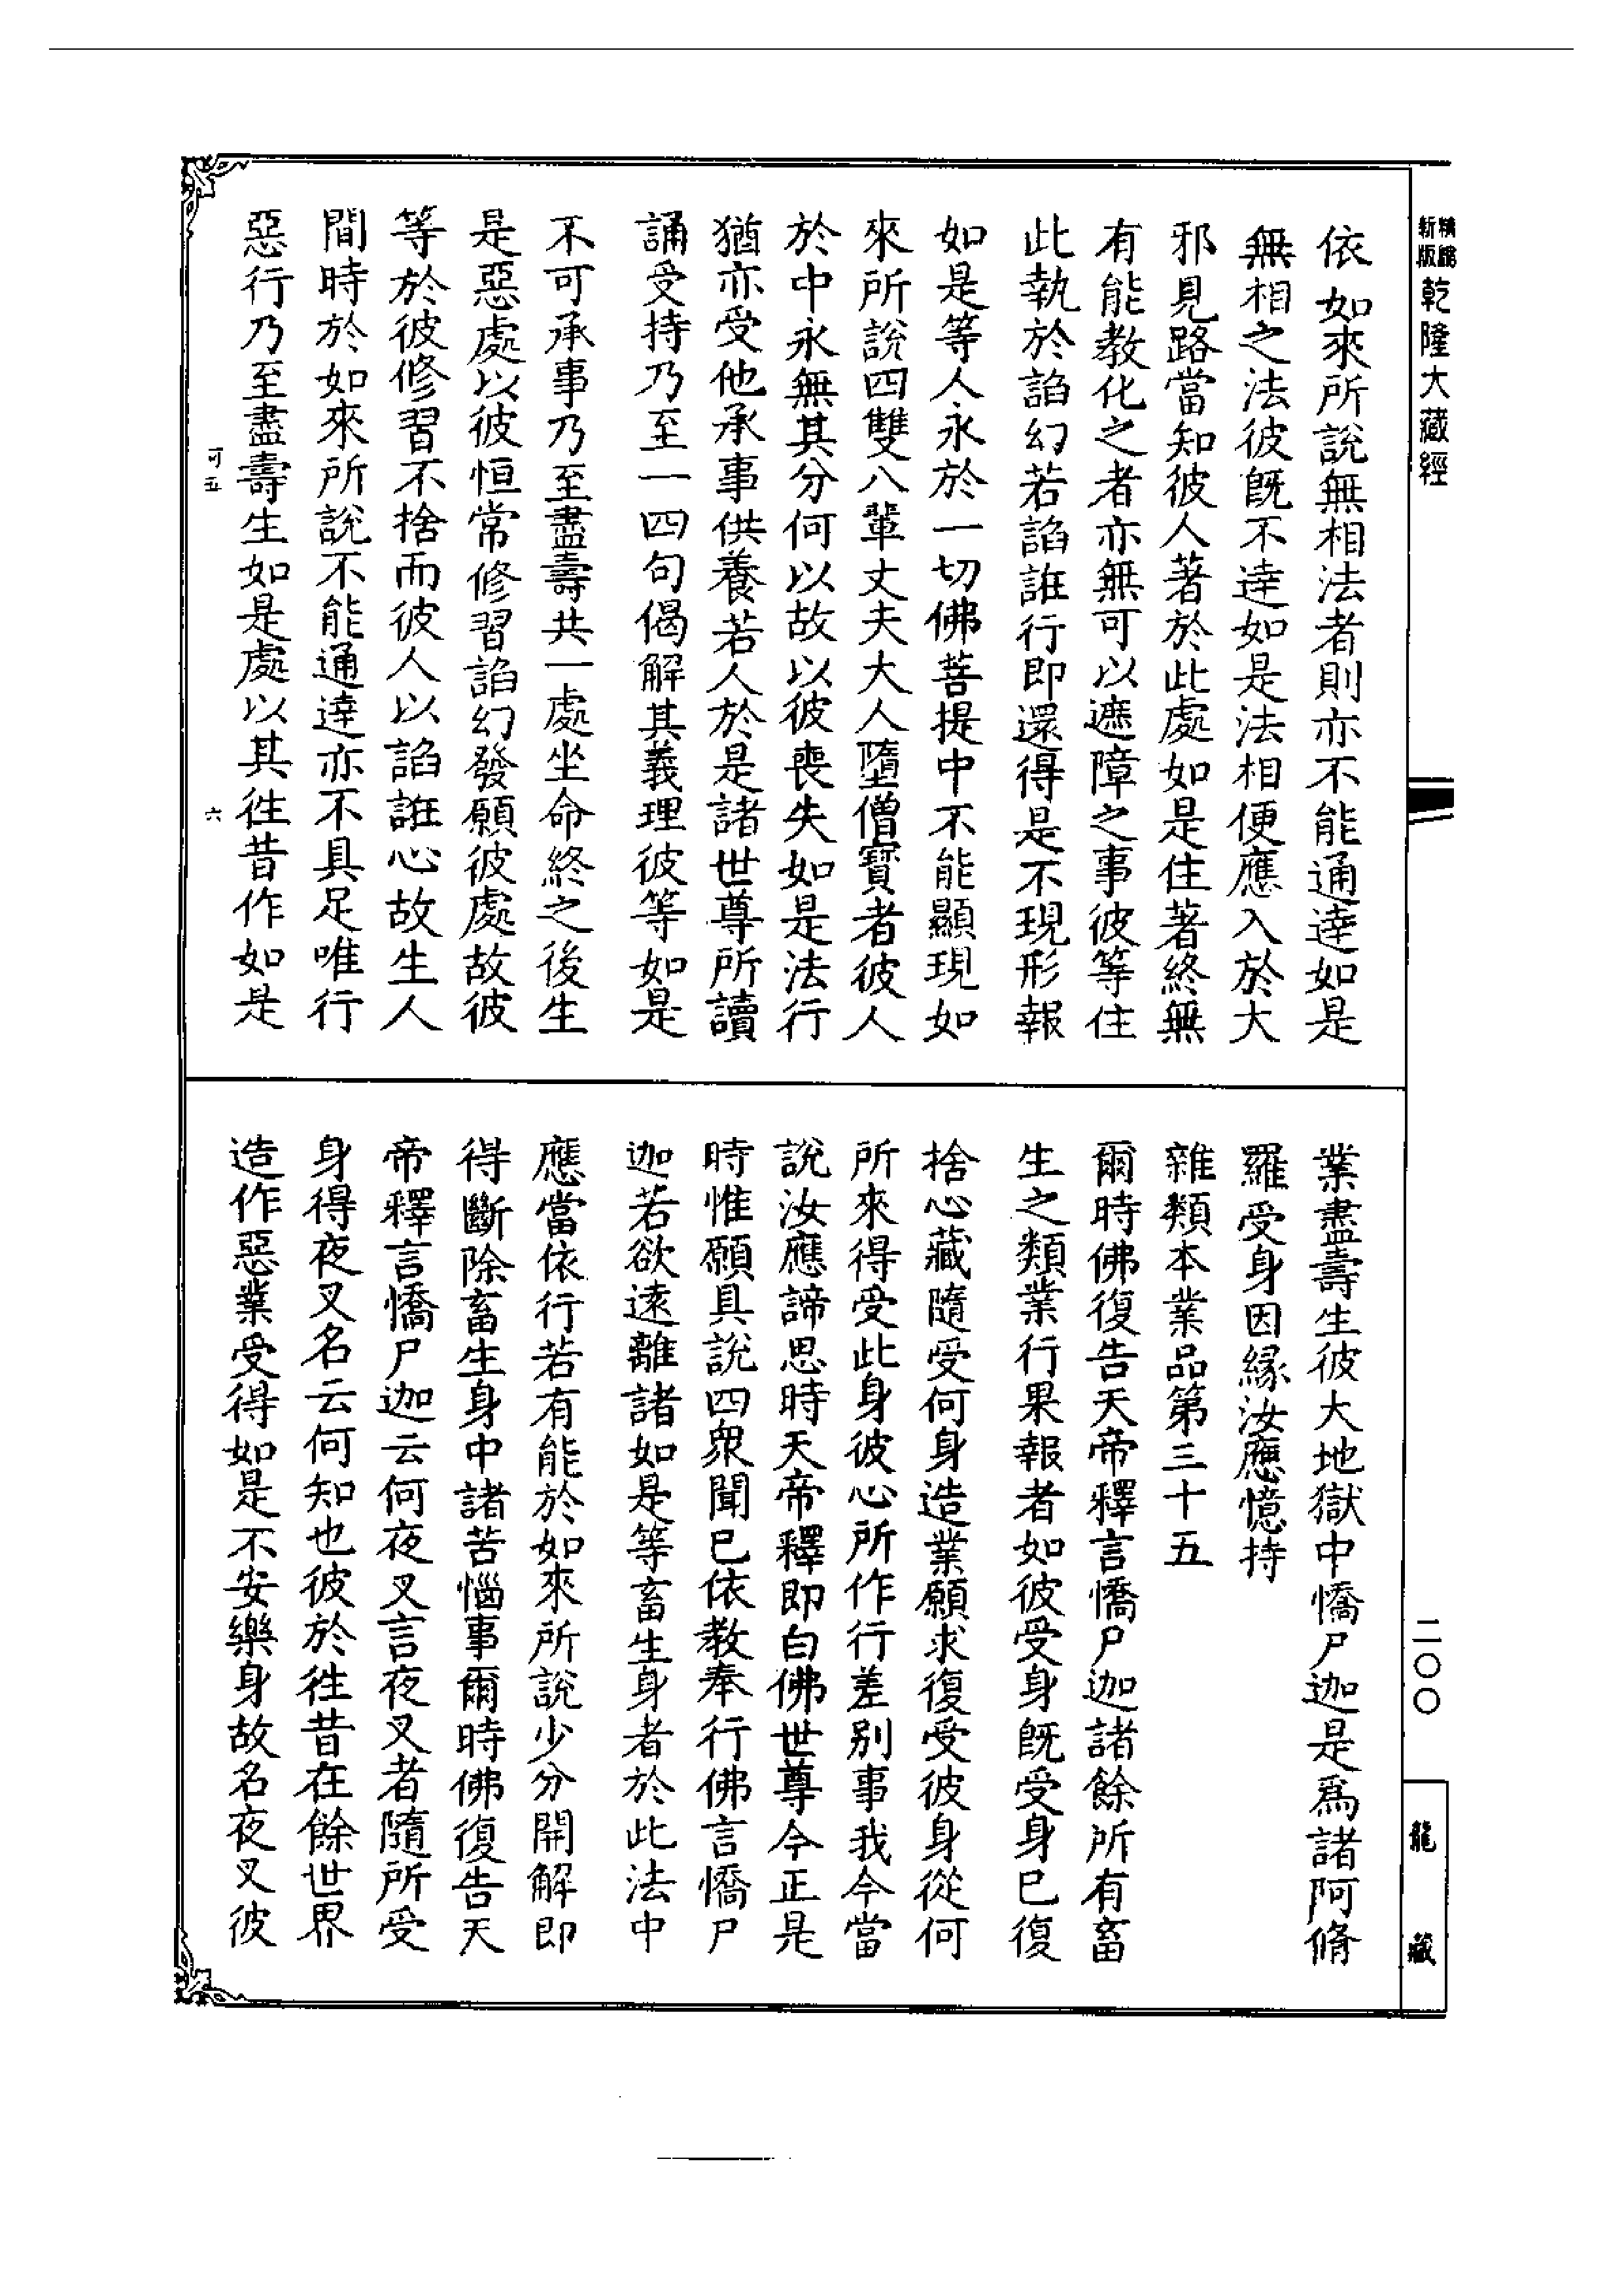 新版
精縮
乾隆大藏經
二〇〇
龍藏
依如來所說無相法者則亦不能通達如是
無相之法彼既不達如是法相便應入於大
邪見路當知彼人著於此處如是住著終無
有能教化之者亦無可以遮障之事彼等住
此執於諂幻若諂誑行即還得是不現形報
如是等人永於一切佛菩提中不能顯現如
來所說四雙八輩丈夫大人墮僧寶者彼人
於中永無其分何以故以彼喪失如是法行
猶亦受他承事供養若人於是諸世尊所讀
誦受持乃至一四句偈解其義理彼等如是
不可承事乃至盡壽共一處坐命終之後生
是惡處以彼恒常修習諂幻發願彼處故彼
等於彼修習不捨而彼人以諂誑心故生人
間時於如來所說不能通達亦不具足唯行
惡行乃至盡壽生如是處以其徃昔作如是
可五
六
業盡壽生彼大地獄中憍尸迦是爲諸阿脩
羅受身因緣汝應憶持
雜類本業品第三十五
爾時佛復告天帝釋言憍尸迦諸餘所有畜
生之類業行果報者如彼受身既受身已復
捨心藏隨受何身造業願求復受彼身從何
所來得受此身彼心所作行差别事我今當
說汝應諦思時天帝釋即白佛世尊今正是
時惟願具說四衆聞已依教奉行佛言憍尸
迦若欲遠離諸如是等畜生身者於此法中
應當依行若有能於如來所說少分開解即
得斷除畜生身中諸苦惱事爾時佛復告天
帝釋言憍尸迦云何夜叉言夜叉者隨所受
身得夜叉名云何知也彼於徃昔在餘世界
造作惡業受得如是不安樂身故名夜叉彼